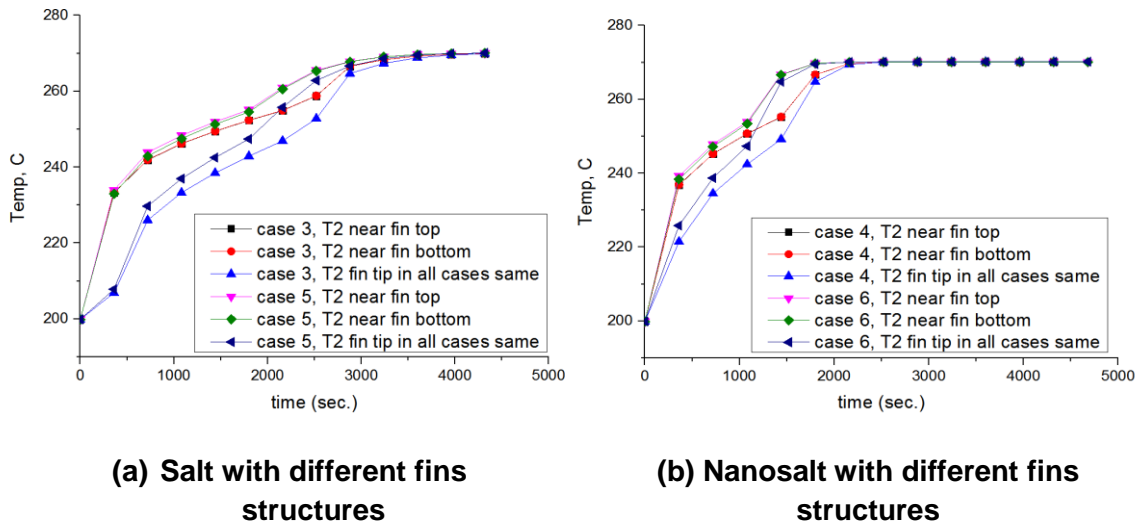 280
260
240
220
200
Temp, C
case 3, T2 near fin top
case 3, T2 near fin bottom
case 3, T2 fin tip in all cases same
case 5, T2 near fin top
case 5, T2 near fin bottom
case 5, T2 fin tip in all cases same
0 1000 2000 3000 4000 5000
time (sec.)
(a) Salt with different fins
structures
280
260
240
220
200
Temp, C
case 4, T2 near fin top
case 4, T2 near fin bottom
case 4, T2 fin tip in all cases same
case 6, T2 near fin top
case 6, T2 near fin bottom
case 6, T2 fin tip in all cases same
0 1000 2000 3000 4000 5000
time (sec.)
(b) Nanosalt with different fins
structures